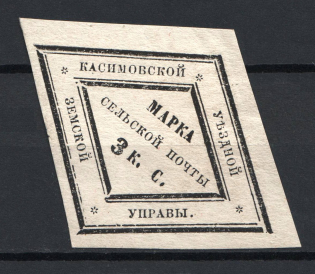 * КАСИМОВСКОЙ *
УѢЗДНОЙ
ЗЕМСКОЙ
* УПРАВЫ. *
МАРКА
СЕЛЬСКОЙ ПОЧТЫ
3 К. С.